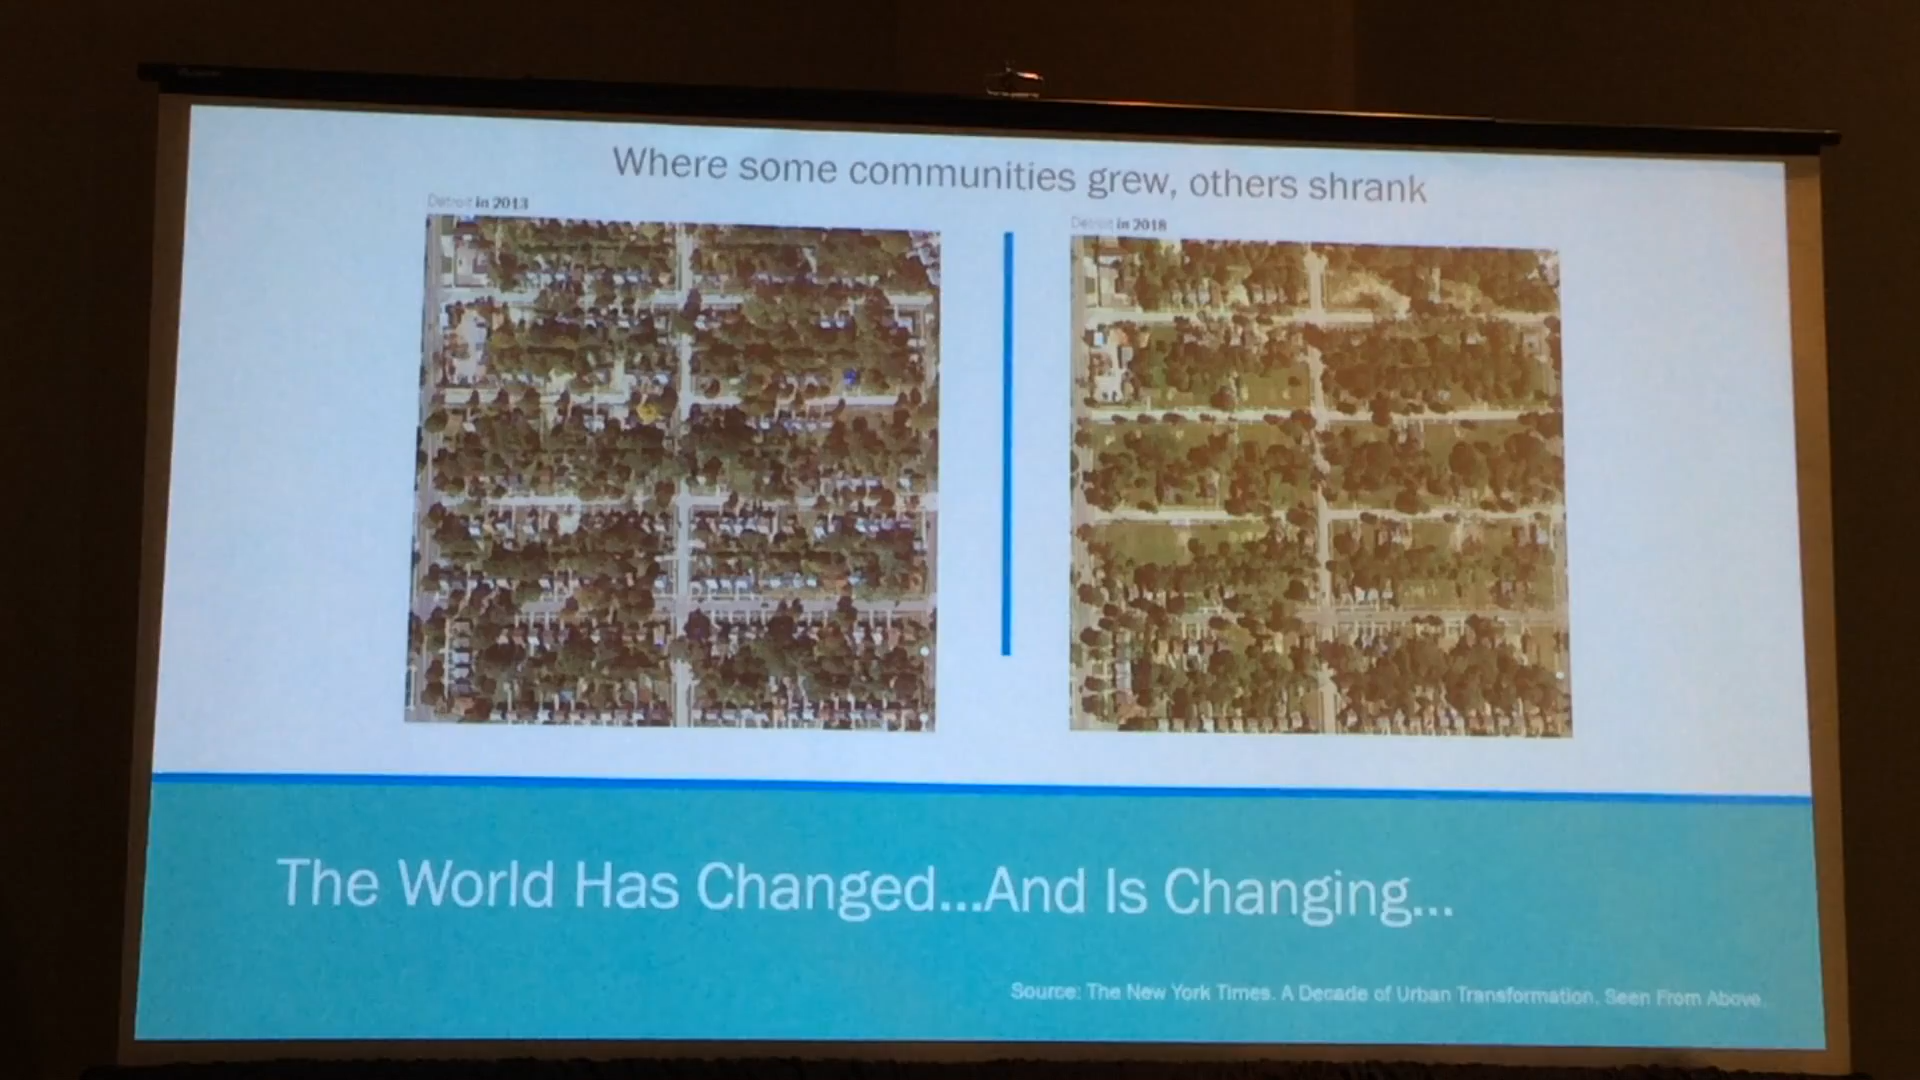 Where some communities grew, others shrank
Detroit in 2013
Detroit in 2018
The World Has Changed...And Is Changing...
Source: The New York Times. A Decade of Urban Transformation, Seen From Above.